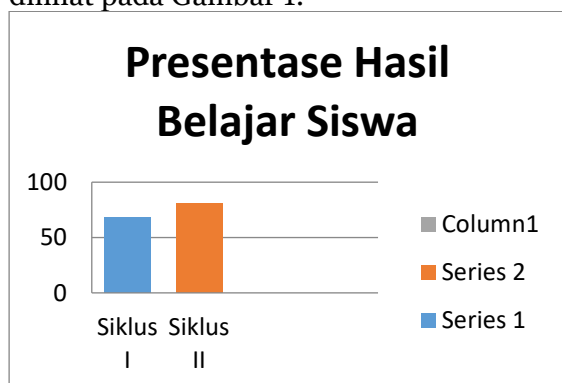 dilihat pada Gambar 1.
Presentase Hasil
Belajar Siswa
100
50
0
Siklus I
Siklus II
Column1
Series 2
Series 1